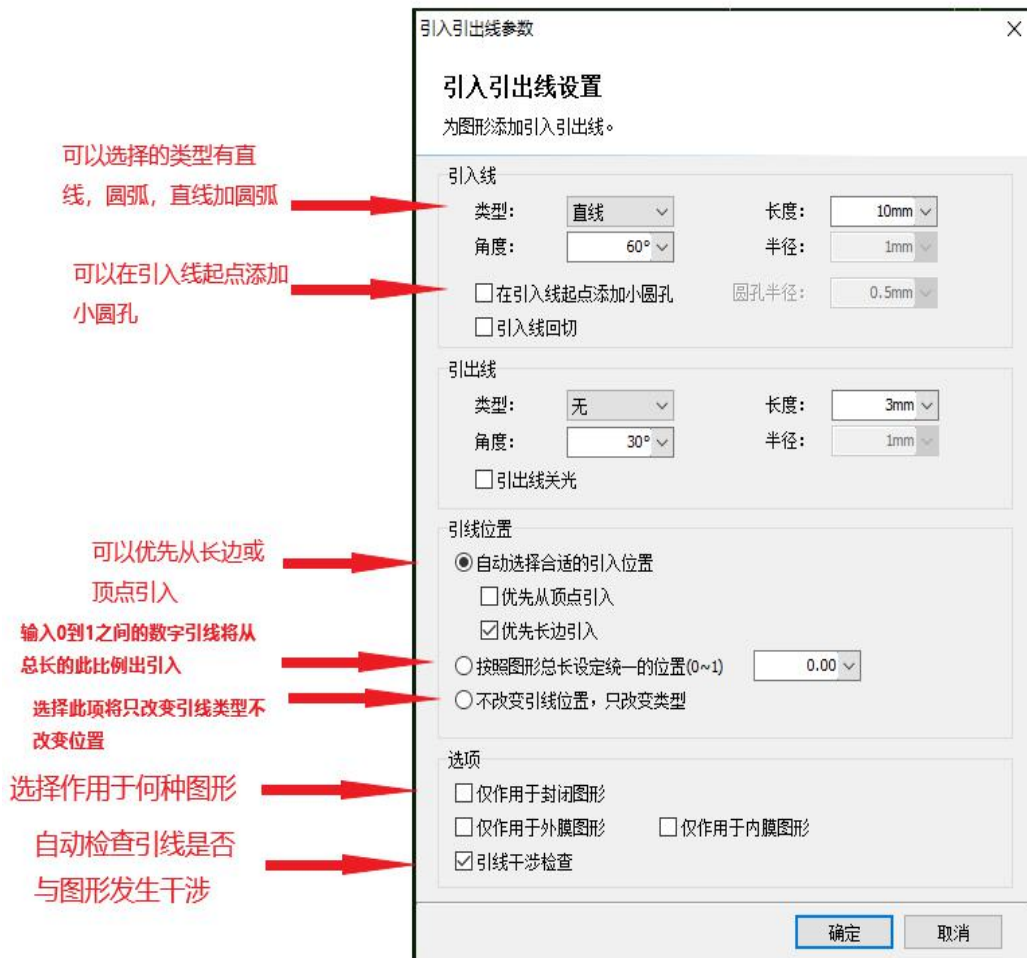 引入引出线参数
引入引出线设置
为图形添加引入引出线。
可以选择的类型有直
线，圆弧，直线加圆弧
可以在引入线起点添加
小圆孔
引入线
类型： 直线 长度： 10mm
角度： 60° 半径： 1mm
在引入线起点添加小圆孔 圆孔半径： 0.5mm
引入线回切
引出线
类型： 无 长度： 3mm
角度： 30° 半径： 1mm
引出线关光
可以优先从长边或
顶点引入
输入0到1之间的数字引线将从
总长的此比例出引入
选择此项将只改变引线类型不
改变位置
引线位置
自动选择合适的引入位置
优先从顶点引入
优先长边引入
按照图形总长设定统一的位置(0~1) 0.00
不改变引线位置，只改变类型
选择作用于何种图形
自动检查引线是否
与图形发生干涉
选项
仅作用于封闭图形
仅作用于外膜图形 仅作用于内膜图形
引线干涉检查
确定 取消